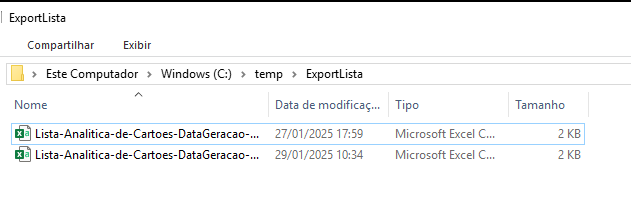 ExportLista
Compartilhar Exibir
Este Computador > Windows (C:) > temp > ExportLista
Nome Data de modificaç... Tipo Tamanho
Lista-Analitica-de-Cartoes-DataGeracao-... 27/01/2025 17:59 Microsoft Excel C... 2 KB
Lista-Analitica-de-Cartoes-DataGeracao-... 29/01/2025 10:34 Microsoft Excel C... 2 KB